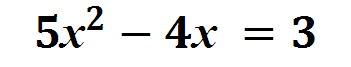 5x² − 4x = 3